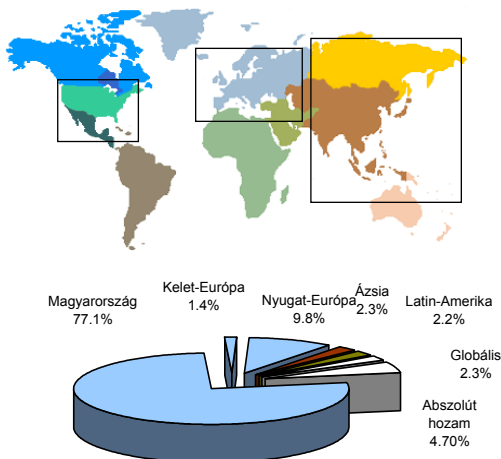 Kelet-Európa
1.4%
Magyarország
77.1%
Nyugat-Európa
9.8%
Ázsia
2.3%
Latin-Amerika
2.2%
Globális
2.3%
Abszolút
hozam
4.70%